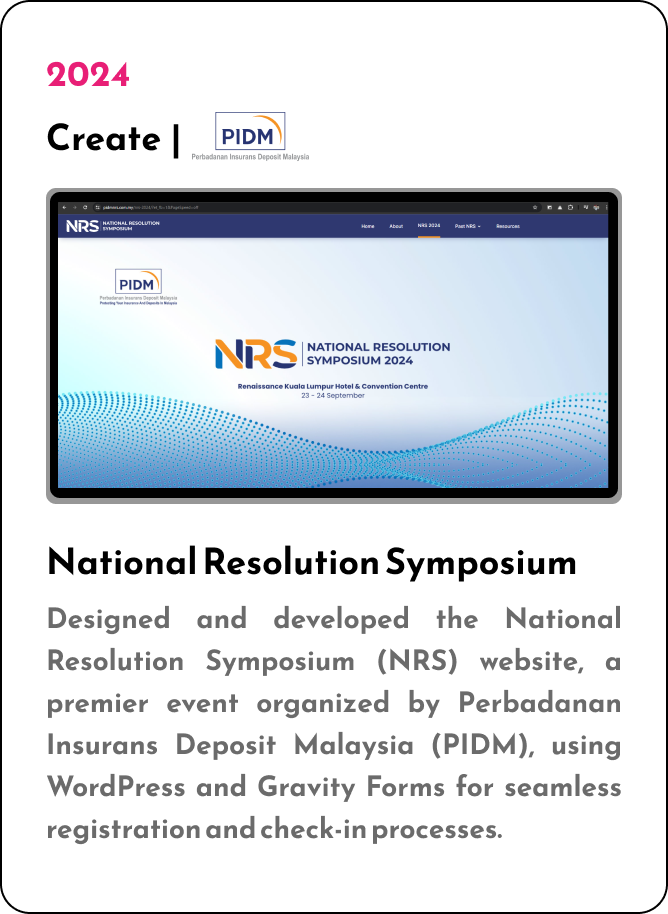 2024
Create |
PIDM
Perbadanan Insurans Deposit Malaysia
NRS NATIONAL RESOLUTION
SYMPOSIUM
Home About NRS 2024 Past NRS Resources
PIDM
Perbadanan Insurans Deposit Malaysia
Protecting Your Insurance And Deposits In Malaysia
NRS NATIONAL RESOLUTION
SYMPOSIUM 2024
Renaissance Kuala Lumpur Hotel & Convention Centre
23 - 24 September
National Resolution Symposium
Designed and developed the National
Resolution Symposium (NRS) website, a
premier event organized by Perbadanan
Insurans Deposit Malaysia (PIDM), using
WordPress and Gravity Forms for seamless
registration and check-in processes.